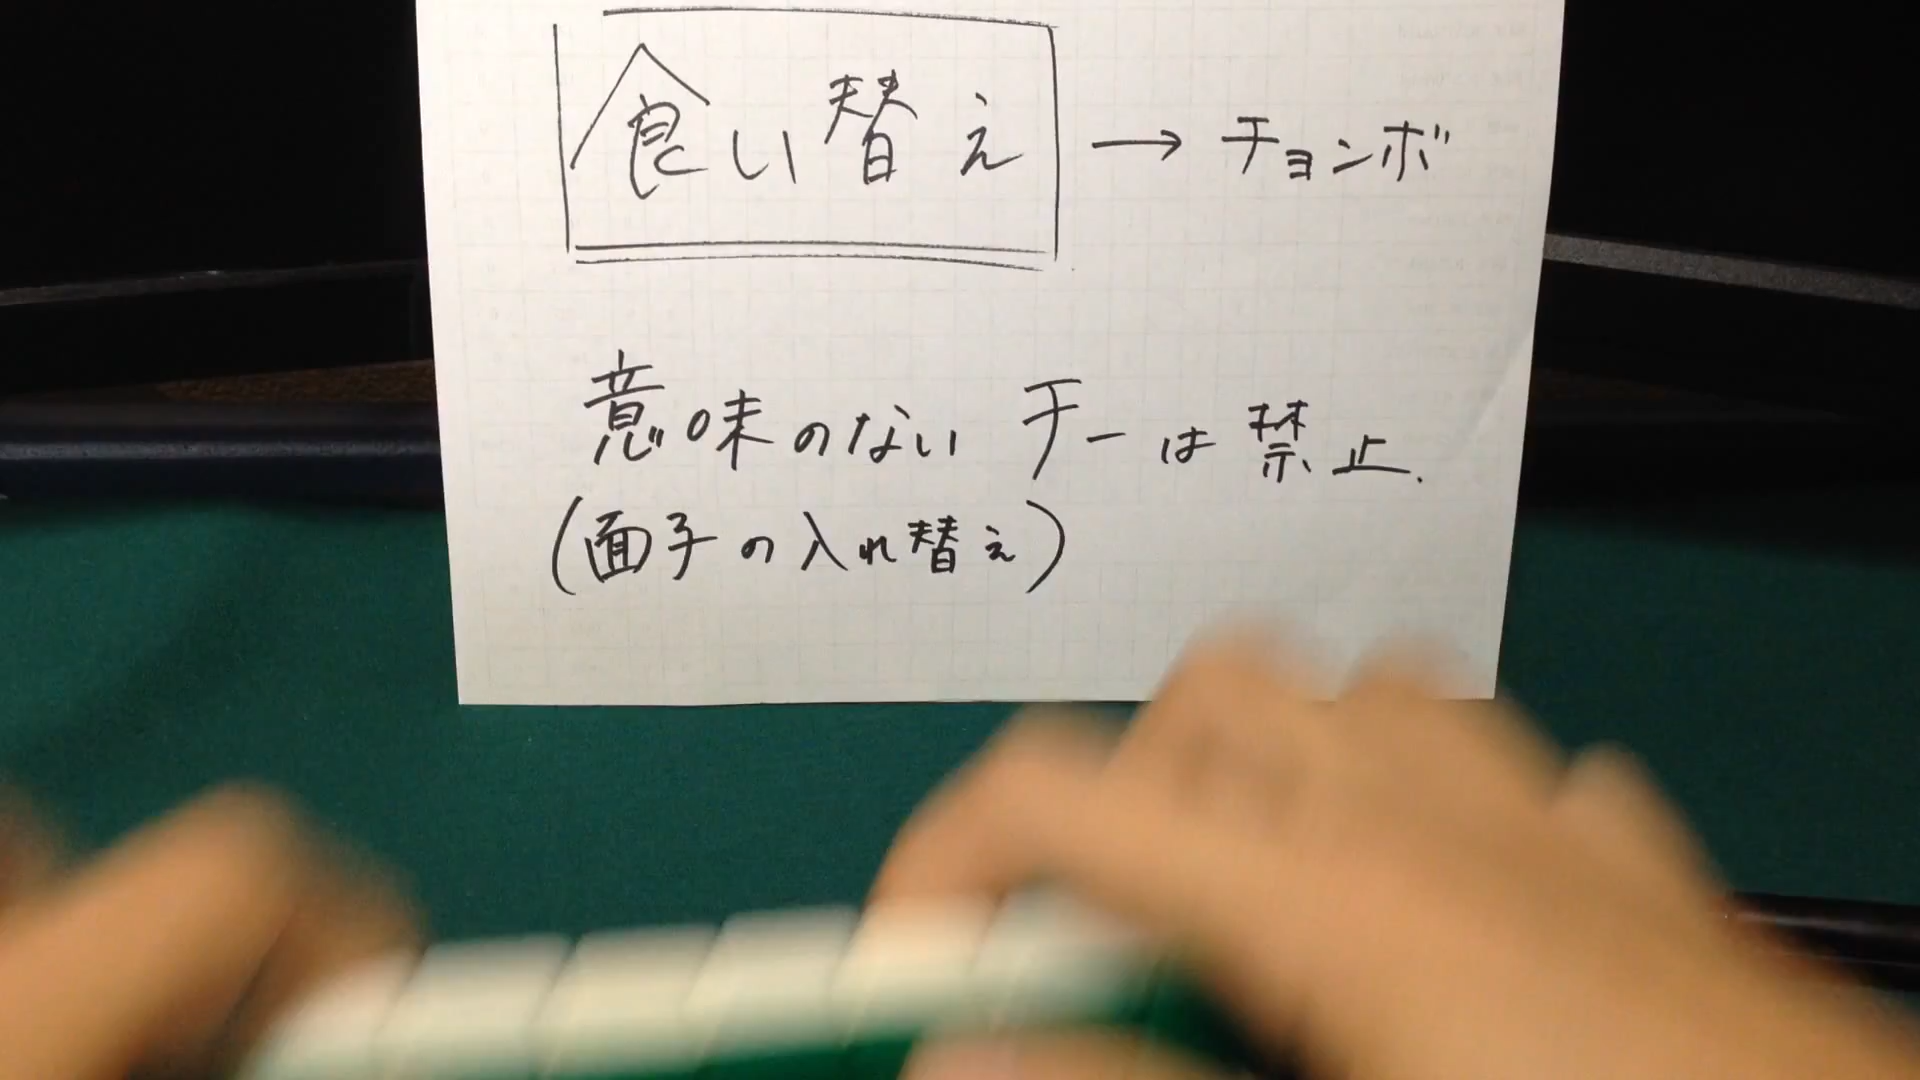 食い替え → チョンボ
意味のない チーは禁止.
(面子の入れ替え)